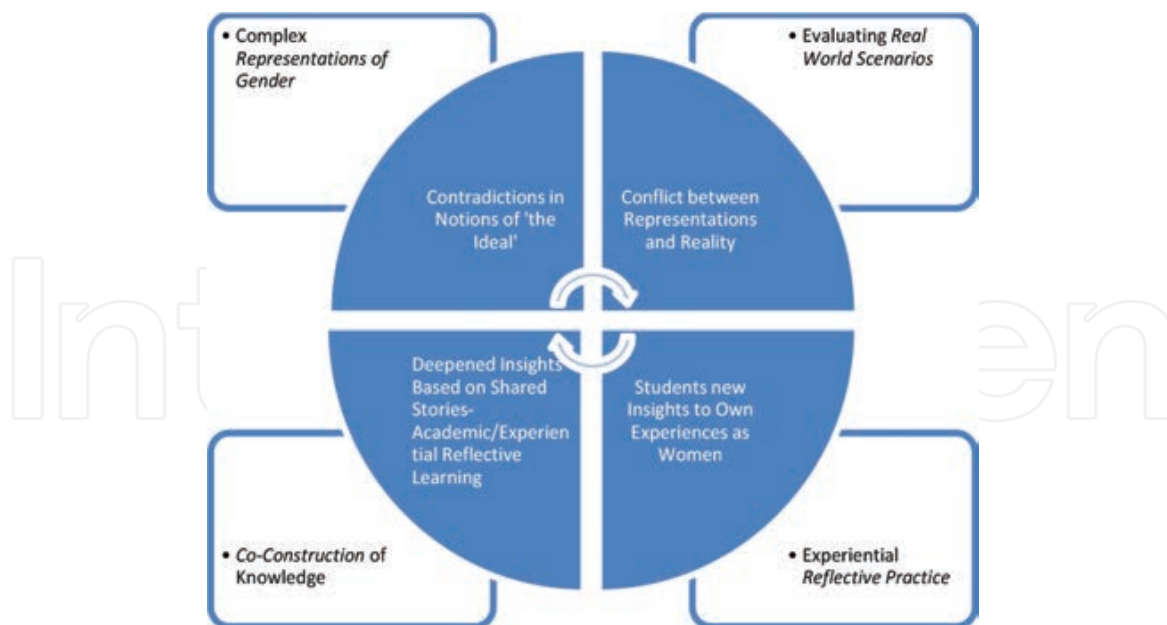 • Complex
Representations of
Gender
• Evaluating Real
World Scenarios
Contradictions in
Notions of 'the
Ideal'
Conflict between
Representations
and Reality
Deepened Insights
Based on Shared
Stories-
Academic/Experien
tial Reflective
Learning
Students new
Insights to Own
Experiences as
Women
• Co-Construction of
Knowledge
• Experiential
Reflective Practice